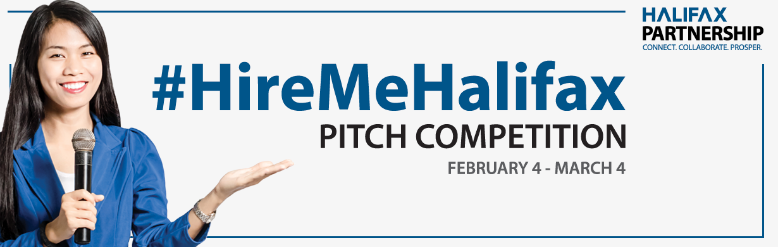 HALIFAX
PARTNERSHIP
CONNECT. COLLABORATE. PROSPER.
#HireMeHalifax
PITCH COMPETITION
FEBRUARY 4 - MARCH 4